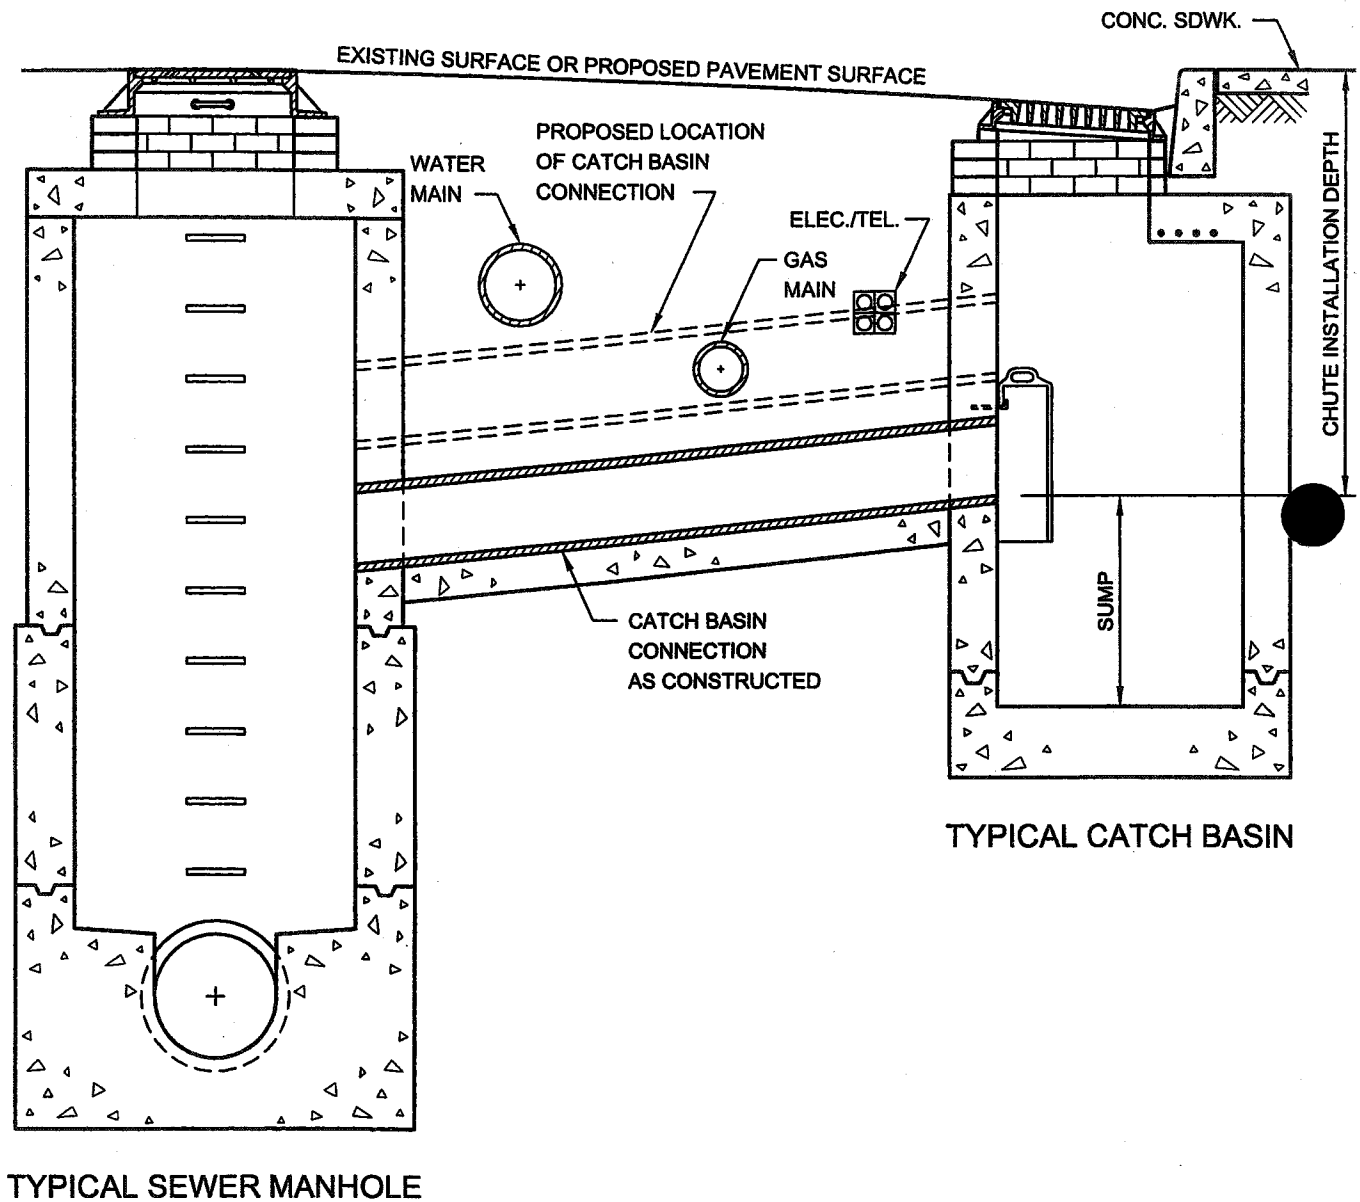 CONC. SDWK.
EXISTING SURFACE OR PROPOSED PAVEMENT SURFACE
PROPOSED LOCATION
OF CATCH BASIN
CONNECTION
WATER
MAIN
ELEC./TEL.
GAS
MAIN
CHUTE INSTALLATION DEPTH
SUMP
CATCH BASIN
CONNECTION
AS CONSTRUCTED
TYPICAL CATCH BASIN
TYPICAL SEWER MANHOLE